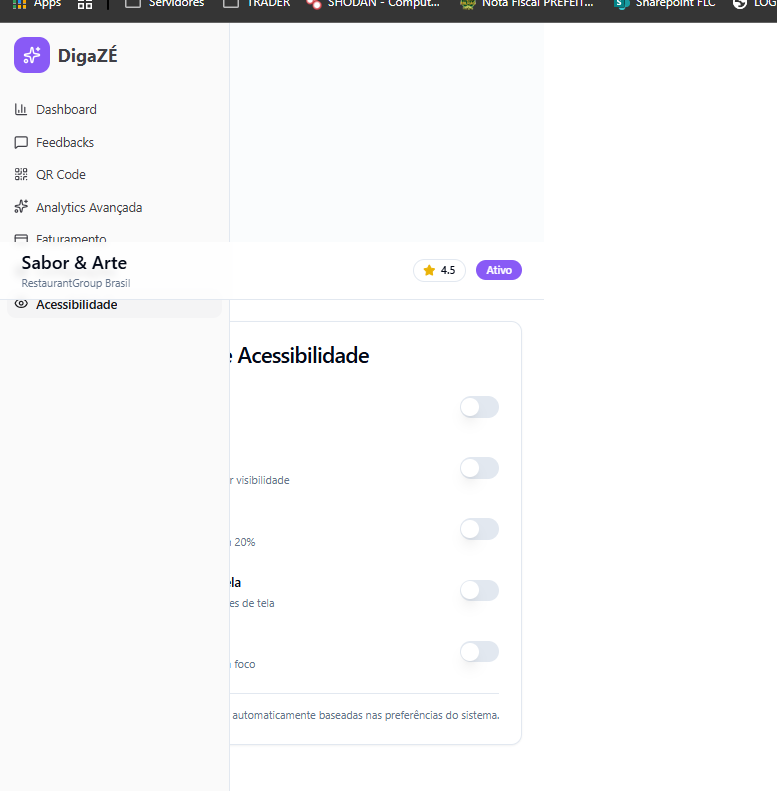 Apps Servidores TRADER SHODAN - Comput... Nota Fiscal PREFEIT... Sharepoint FLC LOG
DigaZÉ
Dashboard
Feedbacks
QR Code
Analytics Avançada
Faturamento
Sabor & Arte
RestaurantGroup Brasil
4.5
Ativo
Acessibilidade
e Acessibilidade
r visibilidade
20%
ela
es de tela
foco
automaticamente baseadas nas preferências do sistema.